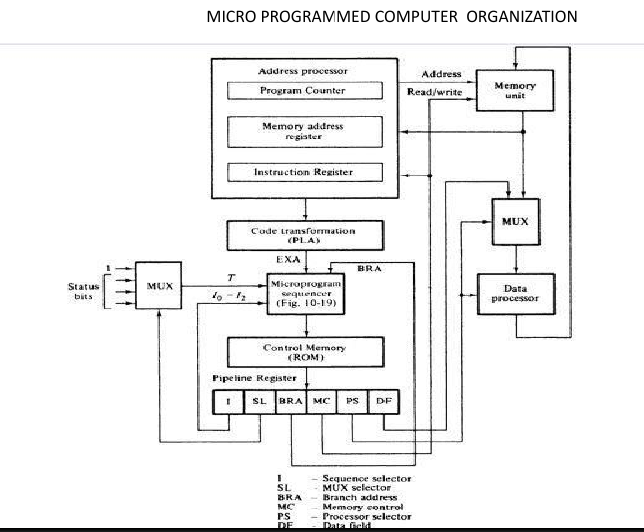 MICRO PROGRAMMED COMPUTER ORGANIZATION
Address processor
Program Counter
Memory address
register
Instruction Register
Address
Read/write
Memory
unit
Code transformation
(PLA)
MUX
EXA
BRA
1
Status
bits
MUX
T
I0 – I2
Microprogram
sequencer
(Fig. 10-19)
Data
processor
Control Memory
(ROM)
Pipeline Register
I SL BRA MC PS DF
I – Sequence selector
SL – MUX selector
BRA – Branch address
MC – Memory control
PS – Processor selector
DF – Data field